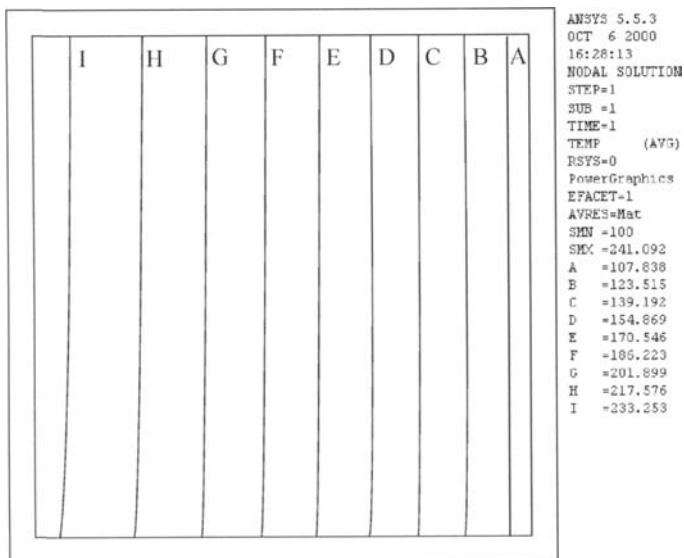 I H G F E D C B A
ANSYS 5.5.3
OCT 6 2000
16:28:13
NODAL SOLUTION
STEP=1
SUB =1
TIME=1
TEMP (AVG)
RSYS=0
PowerGraphics
EFACET=1
AVRES=Mat
SMN =100
SMX =241.092
A =107.838
B =123.515
C =139.192
D =154.869
E =170.546
F =186.223
G =201.899
H =217.576
I =233.253